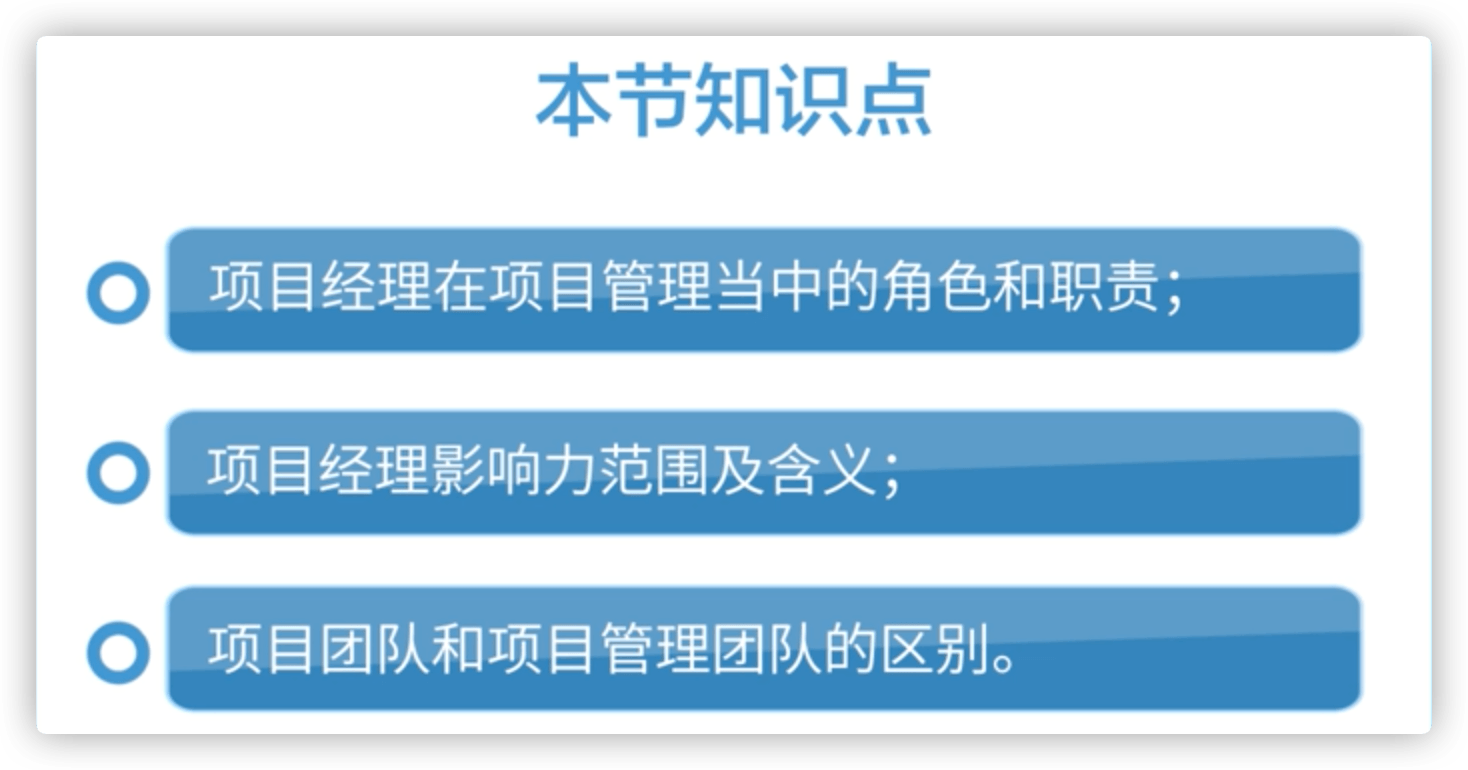 本节知识点
项目经理在项目管理当中的角色和职责；
项目经理影响力范围及含义；
项目团队和项目管理团队的区别。